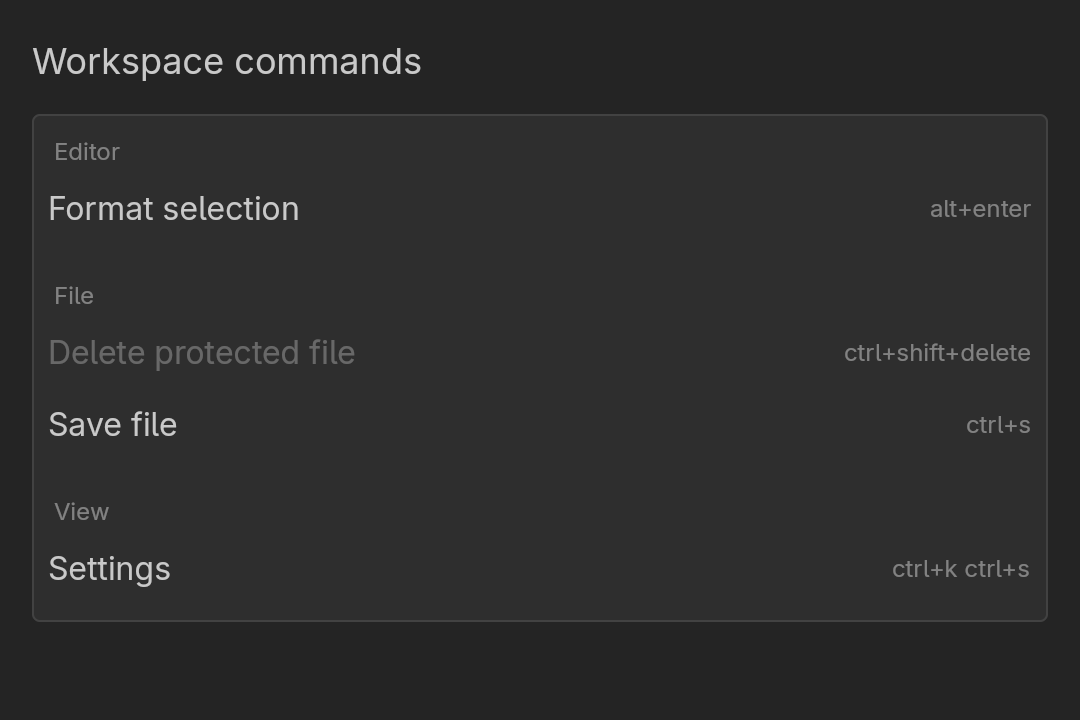 Workspace commands
Editor
Format selection alt+enter
File
Delete protected file ctrl+shift+delete
Save file ctrl+s
View
Settings ctrl+k ctrl+s